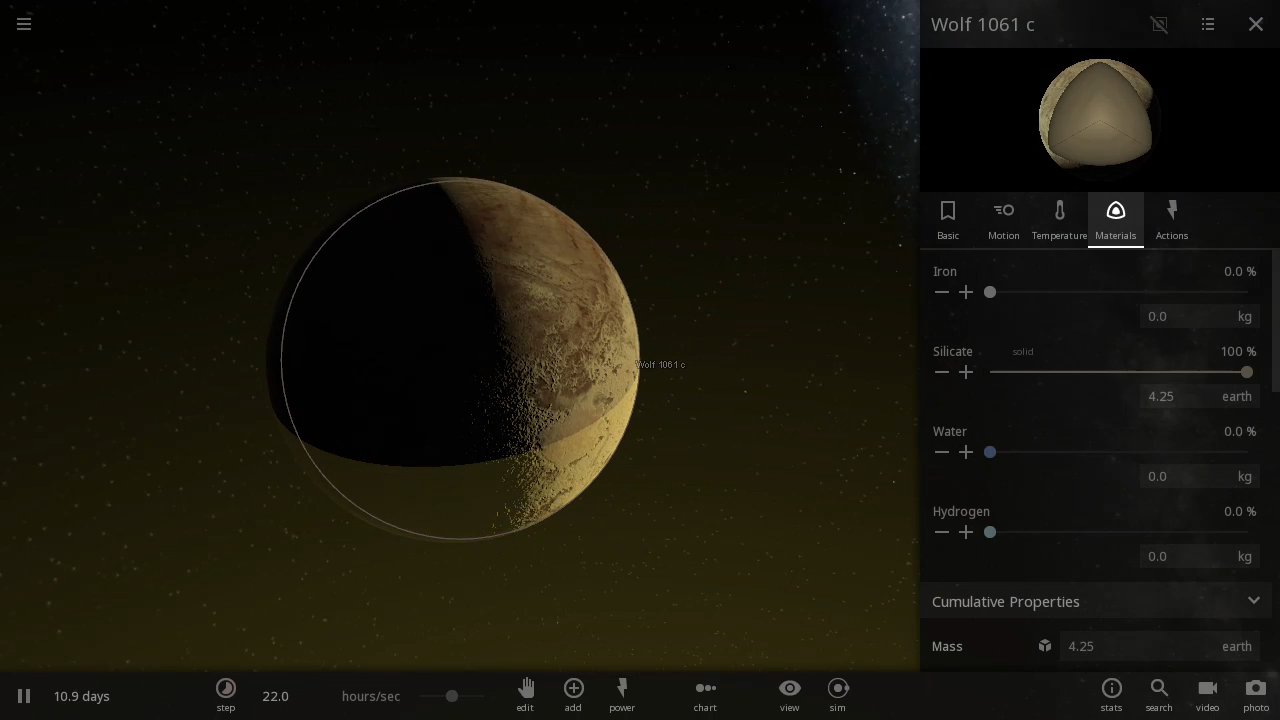 Wolf 1061 c
Basic
Motion
Temperature
Materials
Actions
Iron
0.0 %
0.0 kg
Silicate solid 100 %
4.25 earth
Water 0.0 %
0.0 kg
Hydrogen 0.0 %
0.0 kg
Cumulative Properties
Mass 4.25 earth
Wolf 1061 c
10.9 days
step
22.0 hours/sec
edit
add
power
chart
view
sim
stats
search
video
photo